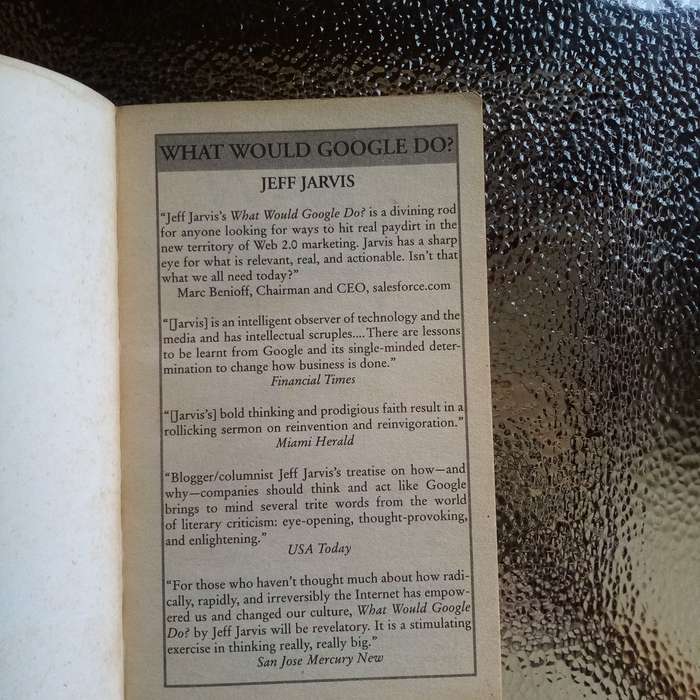 WHAT WOULD GOOGLE DO?
JEFF JARVIS
“Jeff Jarvis’s What Would Google Do? is a divining rod
for anyone looking for ways to hit real paydirt in the
new territory of Web 2.0 marketing. Jarvis has a sharp
eye for what is relevant, real, and actionable. Isn’t that
what we all need today?”
Marc Benioff, Chairman and CEO, salesforce.com
“[Jarvis] is an intelligent observer of technology and the
media and has intellectual scruples.... There are lessons
to be learnt from Google and its single-minded deter-
mination to change how business is done.”
Financial Times
“[Jarvis’s] bold thinking and prodigious faith result in a
rollicking sermon on reinvention and reinvigoration.”
Miami Herald
“Blogger/columnist Jeff Jarvis’s treatise on how—and
why—companies should think and act like Google
brings to mind several trite words from the world
of literary criticism: eye-opening, thought-provoking,
and enlightening.”
USA Today
“For those who haven’t thought much about how radi-
cally, rapidly, and irreversibly the Internet has empow-
ered us and changed our culture, What Would Google
Do? by Jeff Jarvis will be revelatory. It is a stimulating
exercise in thinking really, really big.”
San Jose Mercury New